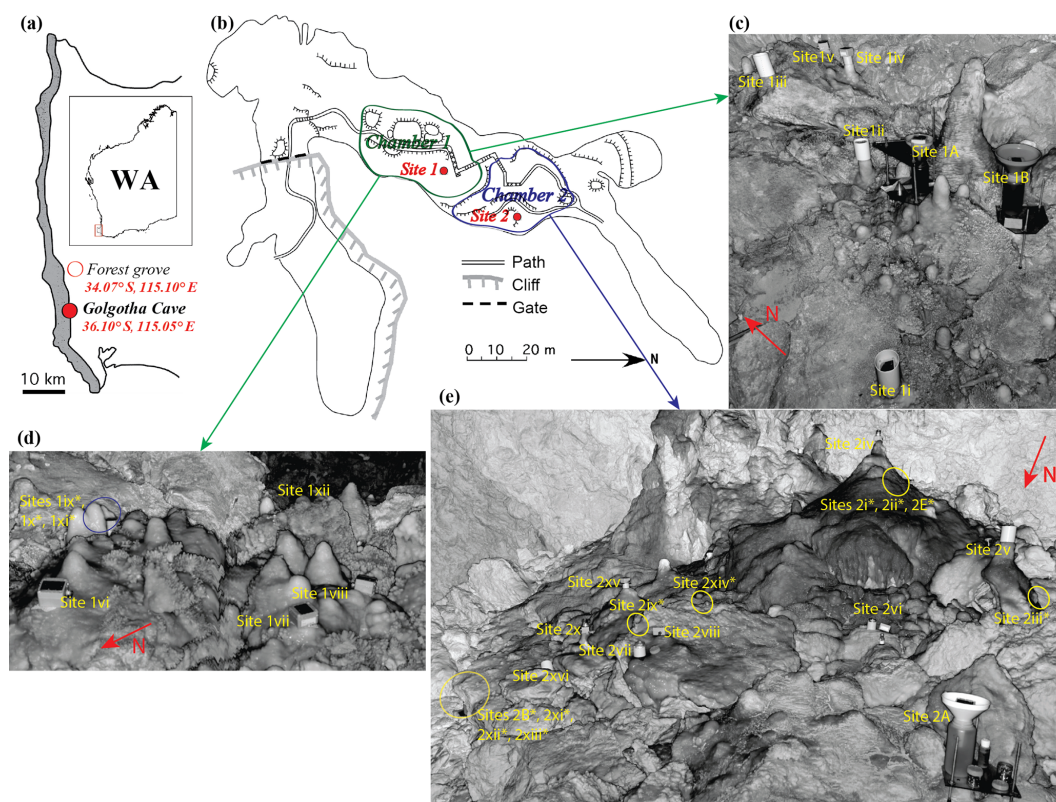 (a)
WA
Forest grove
34.07° S, 115.10° E
Golgotha Cave
36.10° S, 115.05° E
10 km
(b)
Chamber 1
Site 1
Chamber 2
Site 2
Path
Cliff
Gate
0 10 20 m
N
(c)
Site1v
Site 1iv
Site 1iii
Site1ii
Site 1A
Site 1B
N
Site 1i
(d)
Sites 1ix*,
1x*, 1xi*
Site 1xii
Site 1vi
Site 1viii
Site 1vii
N
(e)
Site 2iv
N
Sites 2i*, 2ii*, 2E*
Site 2v
Site 2xv
Site 2xiv*
Site 2iii*
Site 2ix*
Site 2vi
Site 2x
Site 2viii
Site 2vii
Site 2xvi
Sites 2B*, 2xi*,
2xii*, 2xiii*
Site 2A